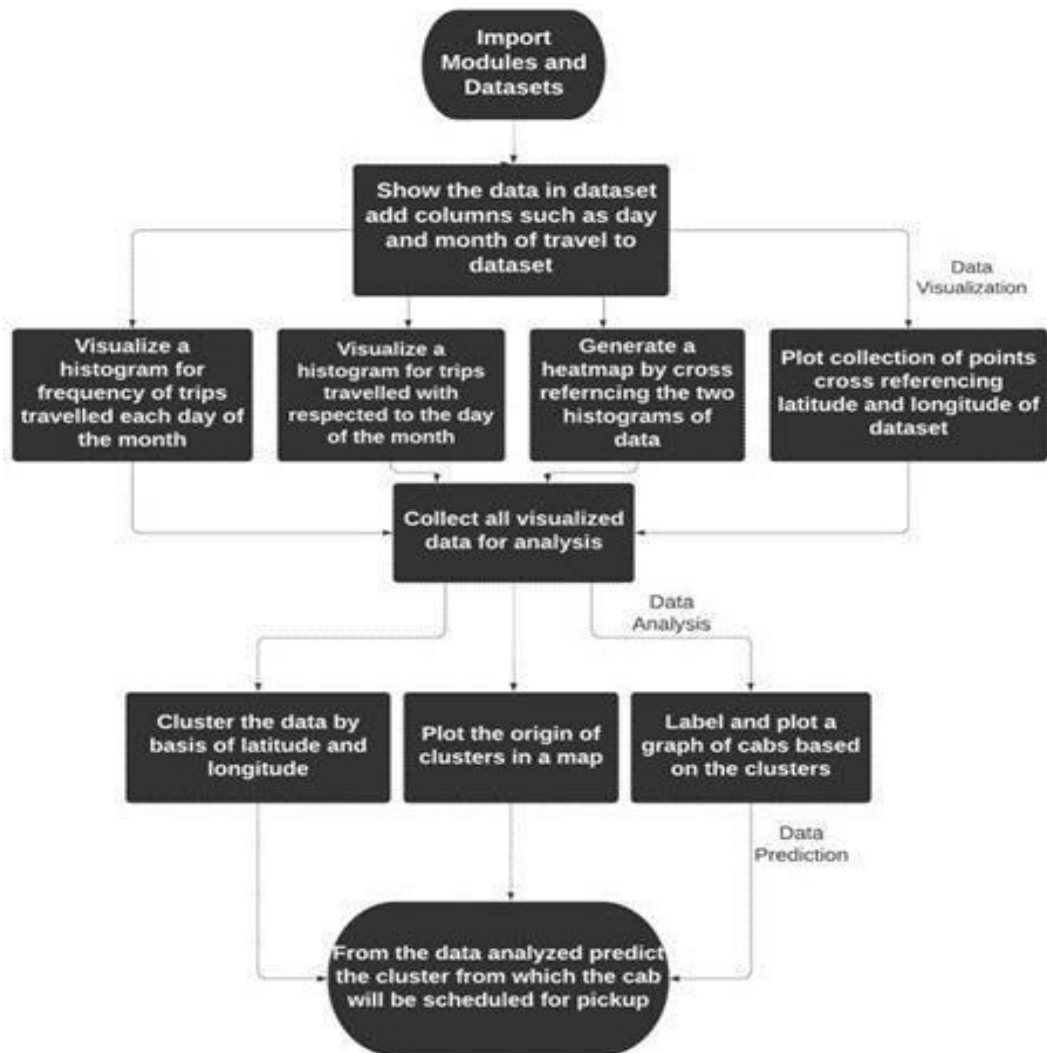 Import
Modules and
Datasets
Show the data in dataset
add columns such as day
and month of travel to
dataset
Data
Visualization
Visualize a
histogram for
frequency of trips
travelled each day of
the month
Visualize a
histogram for trips
travelled with
respected to the day
of the month
Generate a
heatmap by cross
referncing the two
histograms of
data
Plot collection of points
cross referencing
latitude and longitude of
dataset
Collect all visualized
data for analysis
Data
Analysis
Cluster the data by
basis of latitude and
longitude
Plot the origin
of clusters in a map
Label and plot a
graph of cabs based
on the clusters
Data
Prediction
From the data analyzed predict
the cluster from which the cab
will be scheduled for pickup